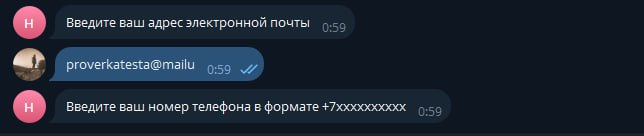 н Введите ваш адрес электронной почты 0:59
proverkatesta@mailu 0:59
н Введите ваш номер телефона в формате +7xxxxxxxxxx 0:59